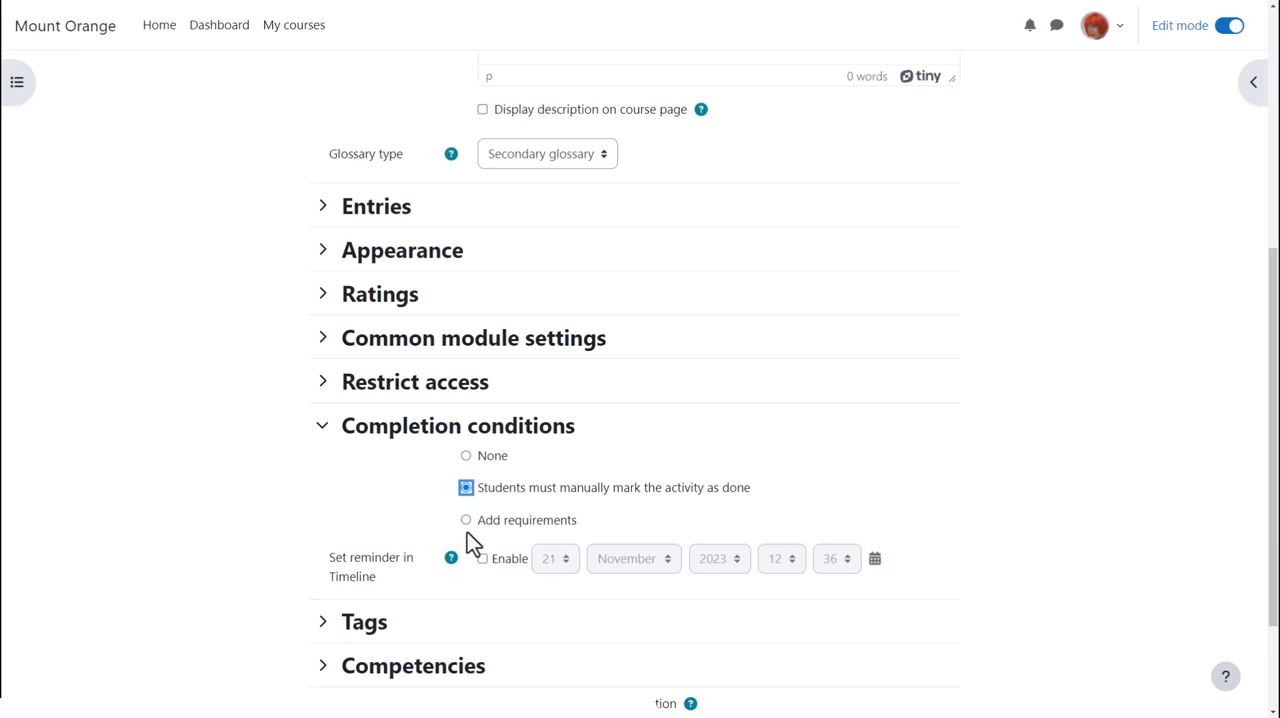 Mount Orange Home Dashboard My courses Edit mode
p 0 words tiny
Display description on course page ?
Glossary type ? Secondary glossary
Entries
Appearance
Ratings
Common module settings
Restrict access
Completion conditions
None
Students must manually mark the activity as done
Add requirements
Set reminder in Timeline ? Enable 21 November 2023 12 36
Tags
Competencies
tion ?
?